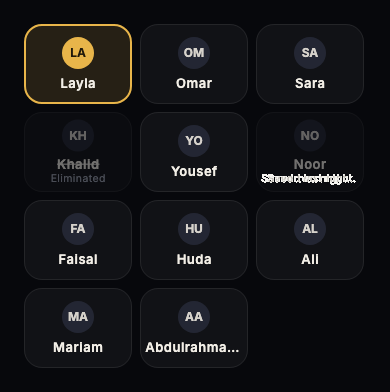 LA
Layla
OM
Omar
SA
Sara
KH
Khalid
Eliminated
YO
Yousef
NO
Noor
FA
Faisal
HU
Huda
AL
Ali
MA
Mariam
AA
Abdulrahma...